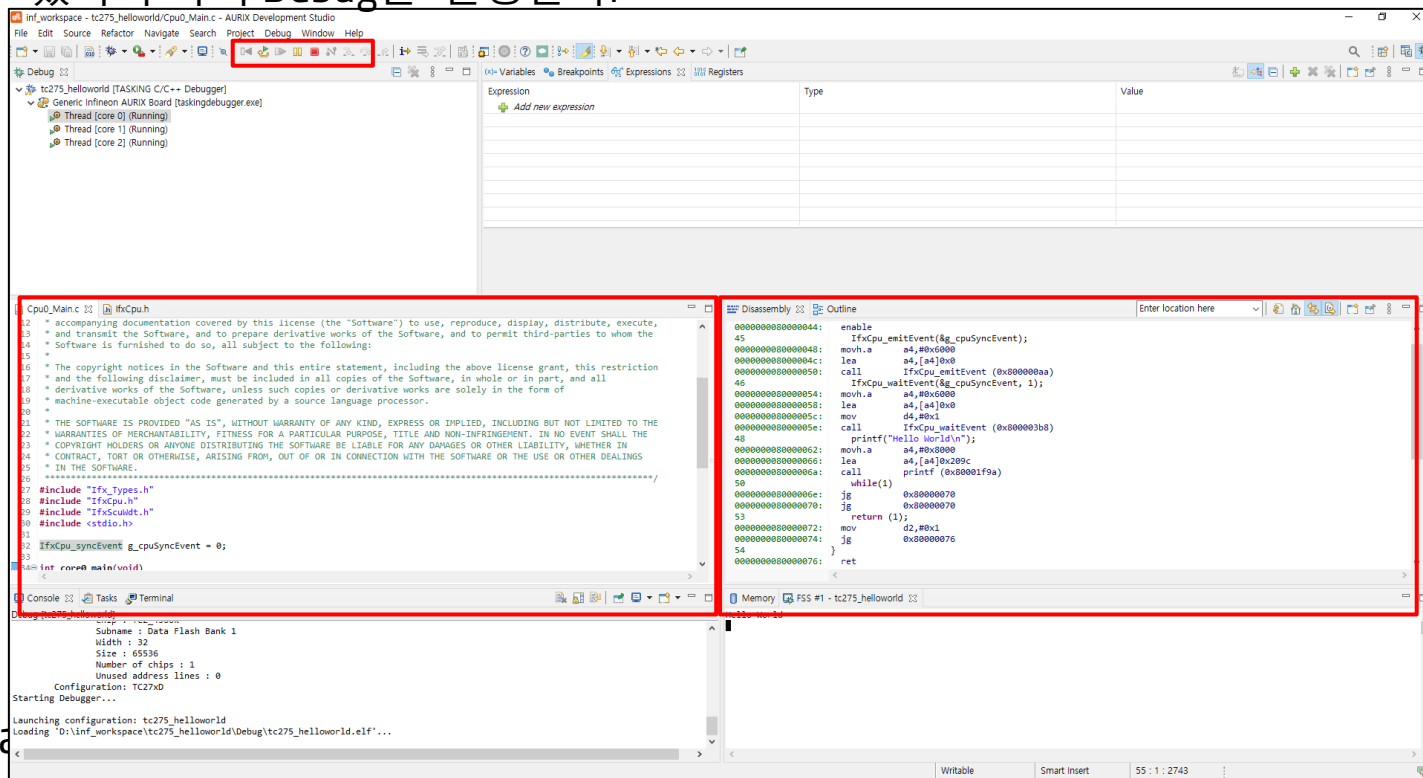 Debug을
inf_workspace - tc275_helloworld/Cpu0_Main.c - AURIX Development Studio
File Edit Source Refactor Navigate Search Project Debug Window Help
Debug
(x)= Variables Breakpoints Expressions Registers
tc275_helloworld [TASKING C/C++ Debugger]
Generic Infineon AURIX Board [taskingdebugger.exe]
Thread [core 0] (Running)
Thread [core 1] (Running)
Thread [core 2] (Running)
Expression Type Value
Add new expression
Cpu0_Main.c IfxCpu.h
12 * accompanying documentation covered by this license (the "Software") to use, reproduce, display, distribute, execute,
13 * and transmit the Software, and to prepare derivative works of the Software, and to permit third-parties to whom the
14 * Software is furnished to do so, all subject to the following:
15 *
16 * The copyright notices in the Software and this entire statement, including the above license grant, this restriction
17 * and the following disclaimer, must be included in all copies of the Software, in whole or in part, and all
18 * derivative works of the Software, unless such copies or derivative works are solely in the form of
19 * machine-executable object code generated by a source language processor.
20 *
21 * THE SOFTWARE IS PROVIDED "AS IS", WITHOUT WARRANTY OF ANY KIND, EXPRESS OR IMPLIED, INCLUDING BUT NOT LIMITED TO THE
22 * WARRANTIES OF MERCHANTABILITY, FITNESS FOR A PARTICULAR PURPOSE, TITLE AND NON-INFRINGEMENT. IN NO EVENT SHALL THE
23 * COPYRIGHT HOLDERS OR ANYONE DISTRIBUTING THE SOFTWARE BE LIABLE FOR ANY DAMAGES OR OTHER LIABILITY, WHETHER IN
24 * CONTRACT, TORT OR OTHERWISE, ARISING FROM, OUT OF OR IN CONNECTION WITH THE SOFTWARE OR THE USE OR OTHER DEALINGS
25 * IN THE SOFTWARE.
26 **********************************************************************************************************************/
27 #include "Ifx_Types.h"
28 #include "IfxCpu.h"
29 #include "IfxScuWdt.h"
30 #include <stdio.h>
31
32 IfxCpu_syncEvent g_cpuSyncEvent = 0;
33
34 int core0_main(void)
Disassembly Outline
Enter location here
0000000080000044: enable
45 IfxCpu_emitEvent(&g_cpuSyncEvent);
0000000080000048: movh.a a4,#0x6000
000000008000004c: lea a4,[a4]0x0
0000000080000050: call IfxCpu_emitEvent (0x800000aa)
46 IfxCpu_waitEvent(&g_cpuSyncEvent, 1);
0000000080000054: movh.a a4,#0x6000
0000000080000058: lea a4,[a4]0x0
000000008000005c: mov d4,#0x1
000000008000005e: call IfxCpu_waitEvent (0x800003b8)
48 printf("Hello World\n");
0000000080000062: movh.a a4,#0x8000
0000000080000066: lea a4,[a4]0x209c
000000008000006a: call printf (0x80001f9a)
50 while(1)
000000008000006e: jg 0x80000070
0000000080000070: jg 0x80000070
53 return (1);
0000000080000072: mov d2,#0x1
0000000080000074: jg 0x80000076
54 }
0000000080000076: ret
Console Tasks Terminal
Debug [tc275_helloworld]
Subname : Data Flash Bank 1
Width : 32
Size : 65536
Number of chips : 1
Unused address lines : 0
Configuration: TC27xD
Starting Debugger...
Launching configuration: tc275_helloworld
Loading 'D:\inf_workspace\tc275_helloworld\Debug\tc275_helloworld.elf'...
Memory FSS #1 - tc275_helloworld
Hello World
Writable Smart Insert 55 : 1 : 2743